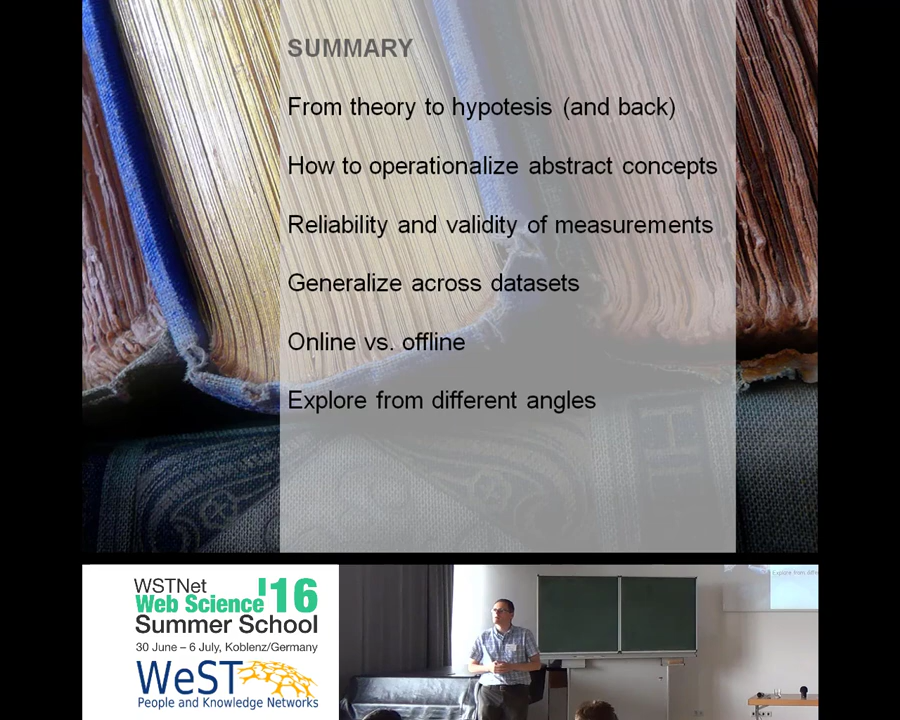 SUMMARY
From theory to hypotesis (and back)
How to operationalize abstract concepts
Reliability and validity of measurements
Generalize across datasets
Online vs. offline
Explore from different angles
WSTNet
Web Science '16
Summer School
30 June – 6 July, Koblenz/Germany
WeST
People and Knowledge Networks